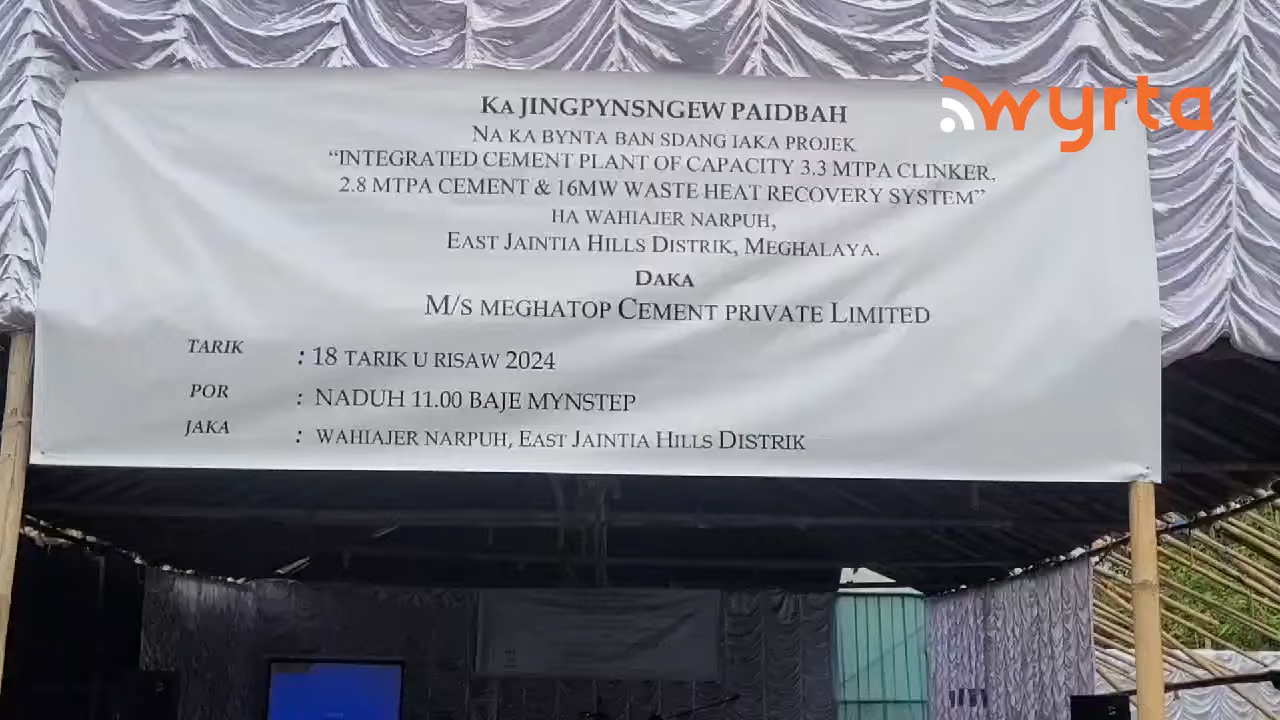 wyrta
KA JINGPYNSNGEW PAIDBAH
NA KA BYNTA BAN SDANG IAKA PROJEK
“INTEGRATED CEMENT PLANT OF CAPACITY 3.3 MTPA CLINKER,
2.8 MTPA CEMENT & 16MW WASTE HEAT RECOVERY SYSTEM”
HA WAHIAJER NARPUH,
EAST JAINTIA HILLS DISTRIK, MEGHALAYA.
DAKA
M/S MEGHATOP CEMENT PRIVATE LIMITED
TARIK : 18 TARIK U RISAW 2024
POR : NADUH 11.00 BAJE MYNSTEP
JAKA : WAHIAJER NARPUH, EAST JAINTIA HILLS DISTRIK